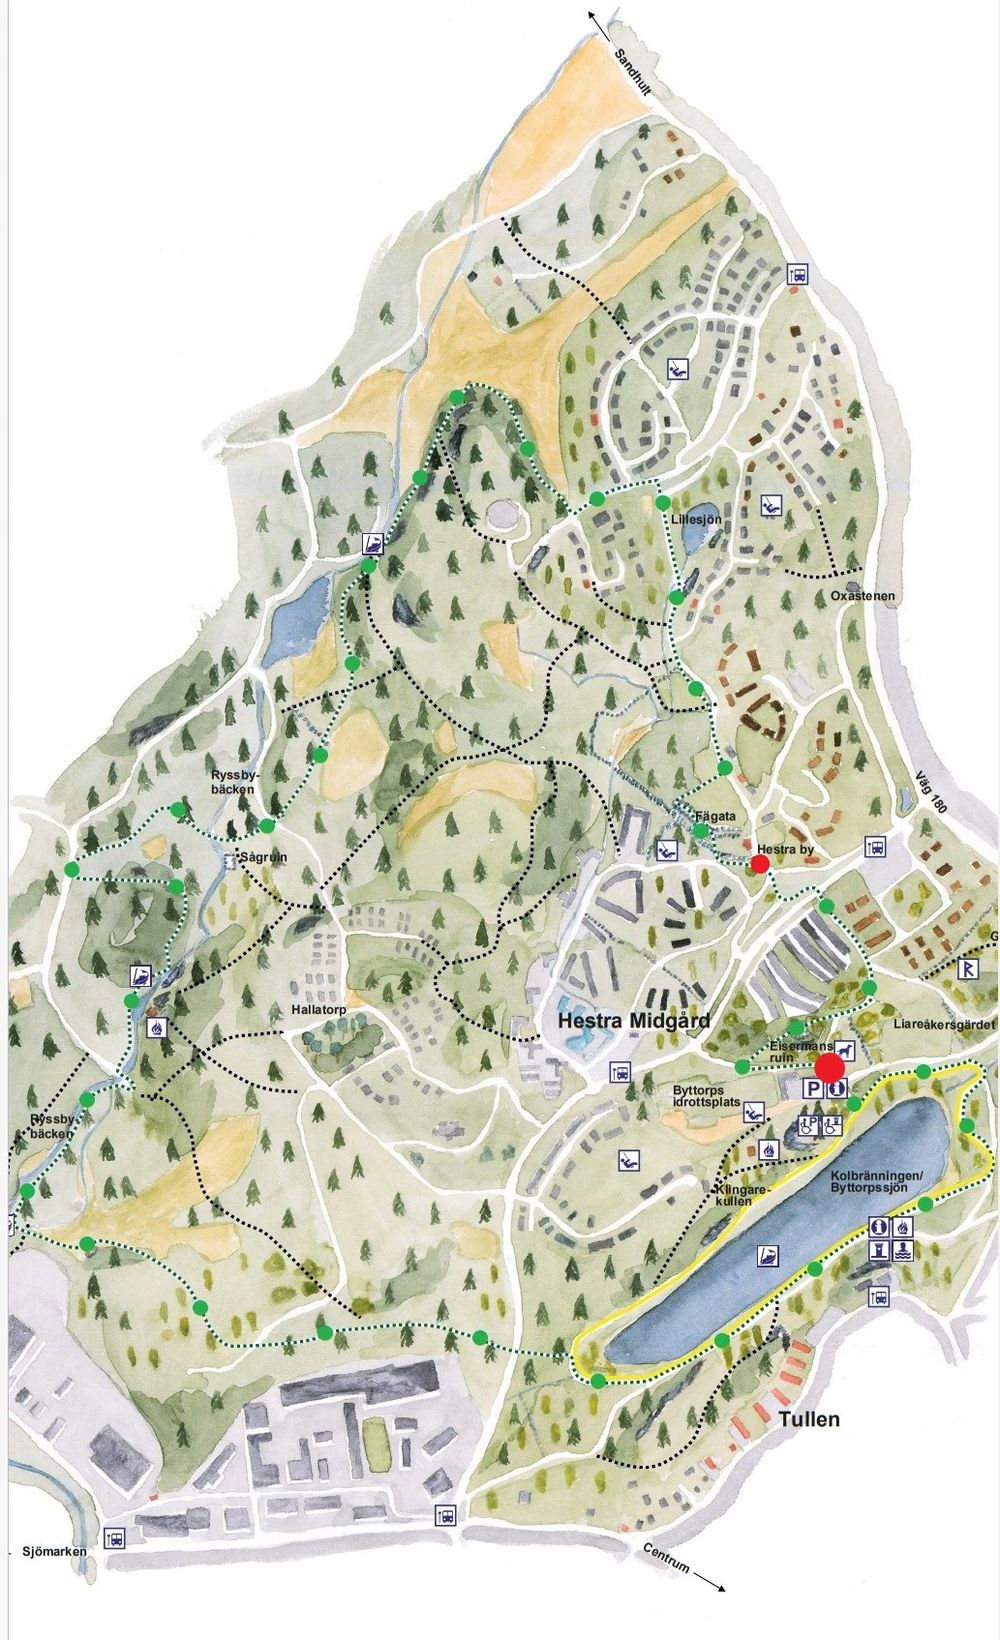 Sandhult
Lillesjön
Oxastenen
Ryssby-
bäcken
Väg 180
Fägata
Sågruin
Hestra by
G
R
Hallatorp
Hestra Midgård
Liareåkersgärdet
Eisermans
ruin
P
Byttorps
idrottsplats
Ryssby-
bäcken
P
Klingare-
kullen
Kolbränningen/
Byttorpssjön
Tullen
Sjömarken
Centrum